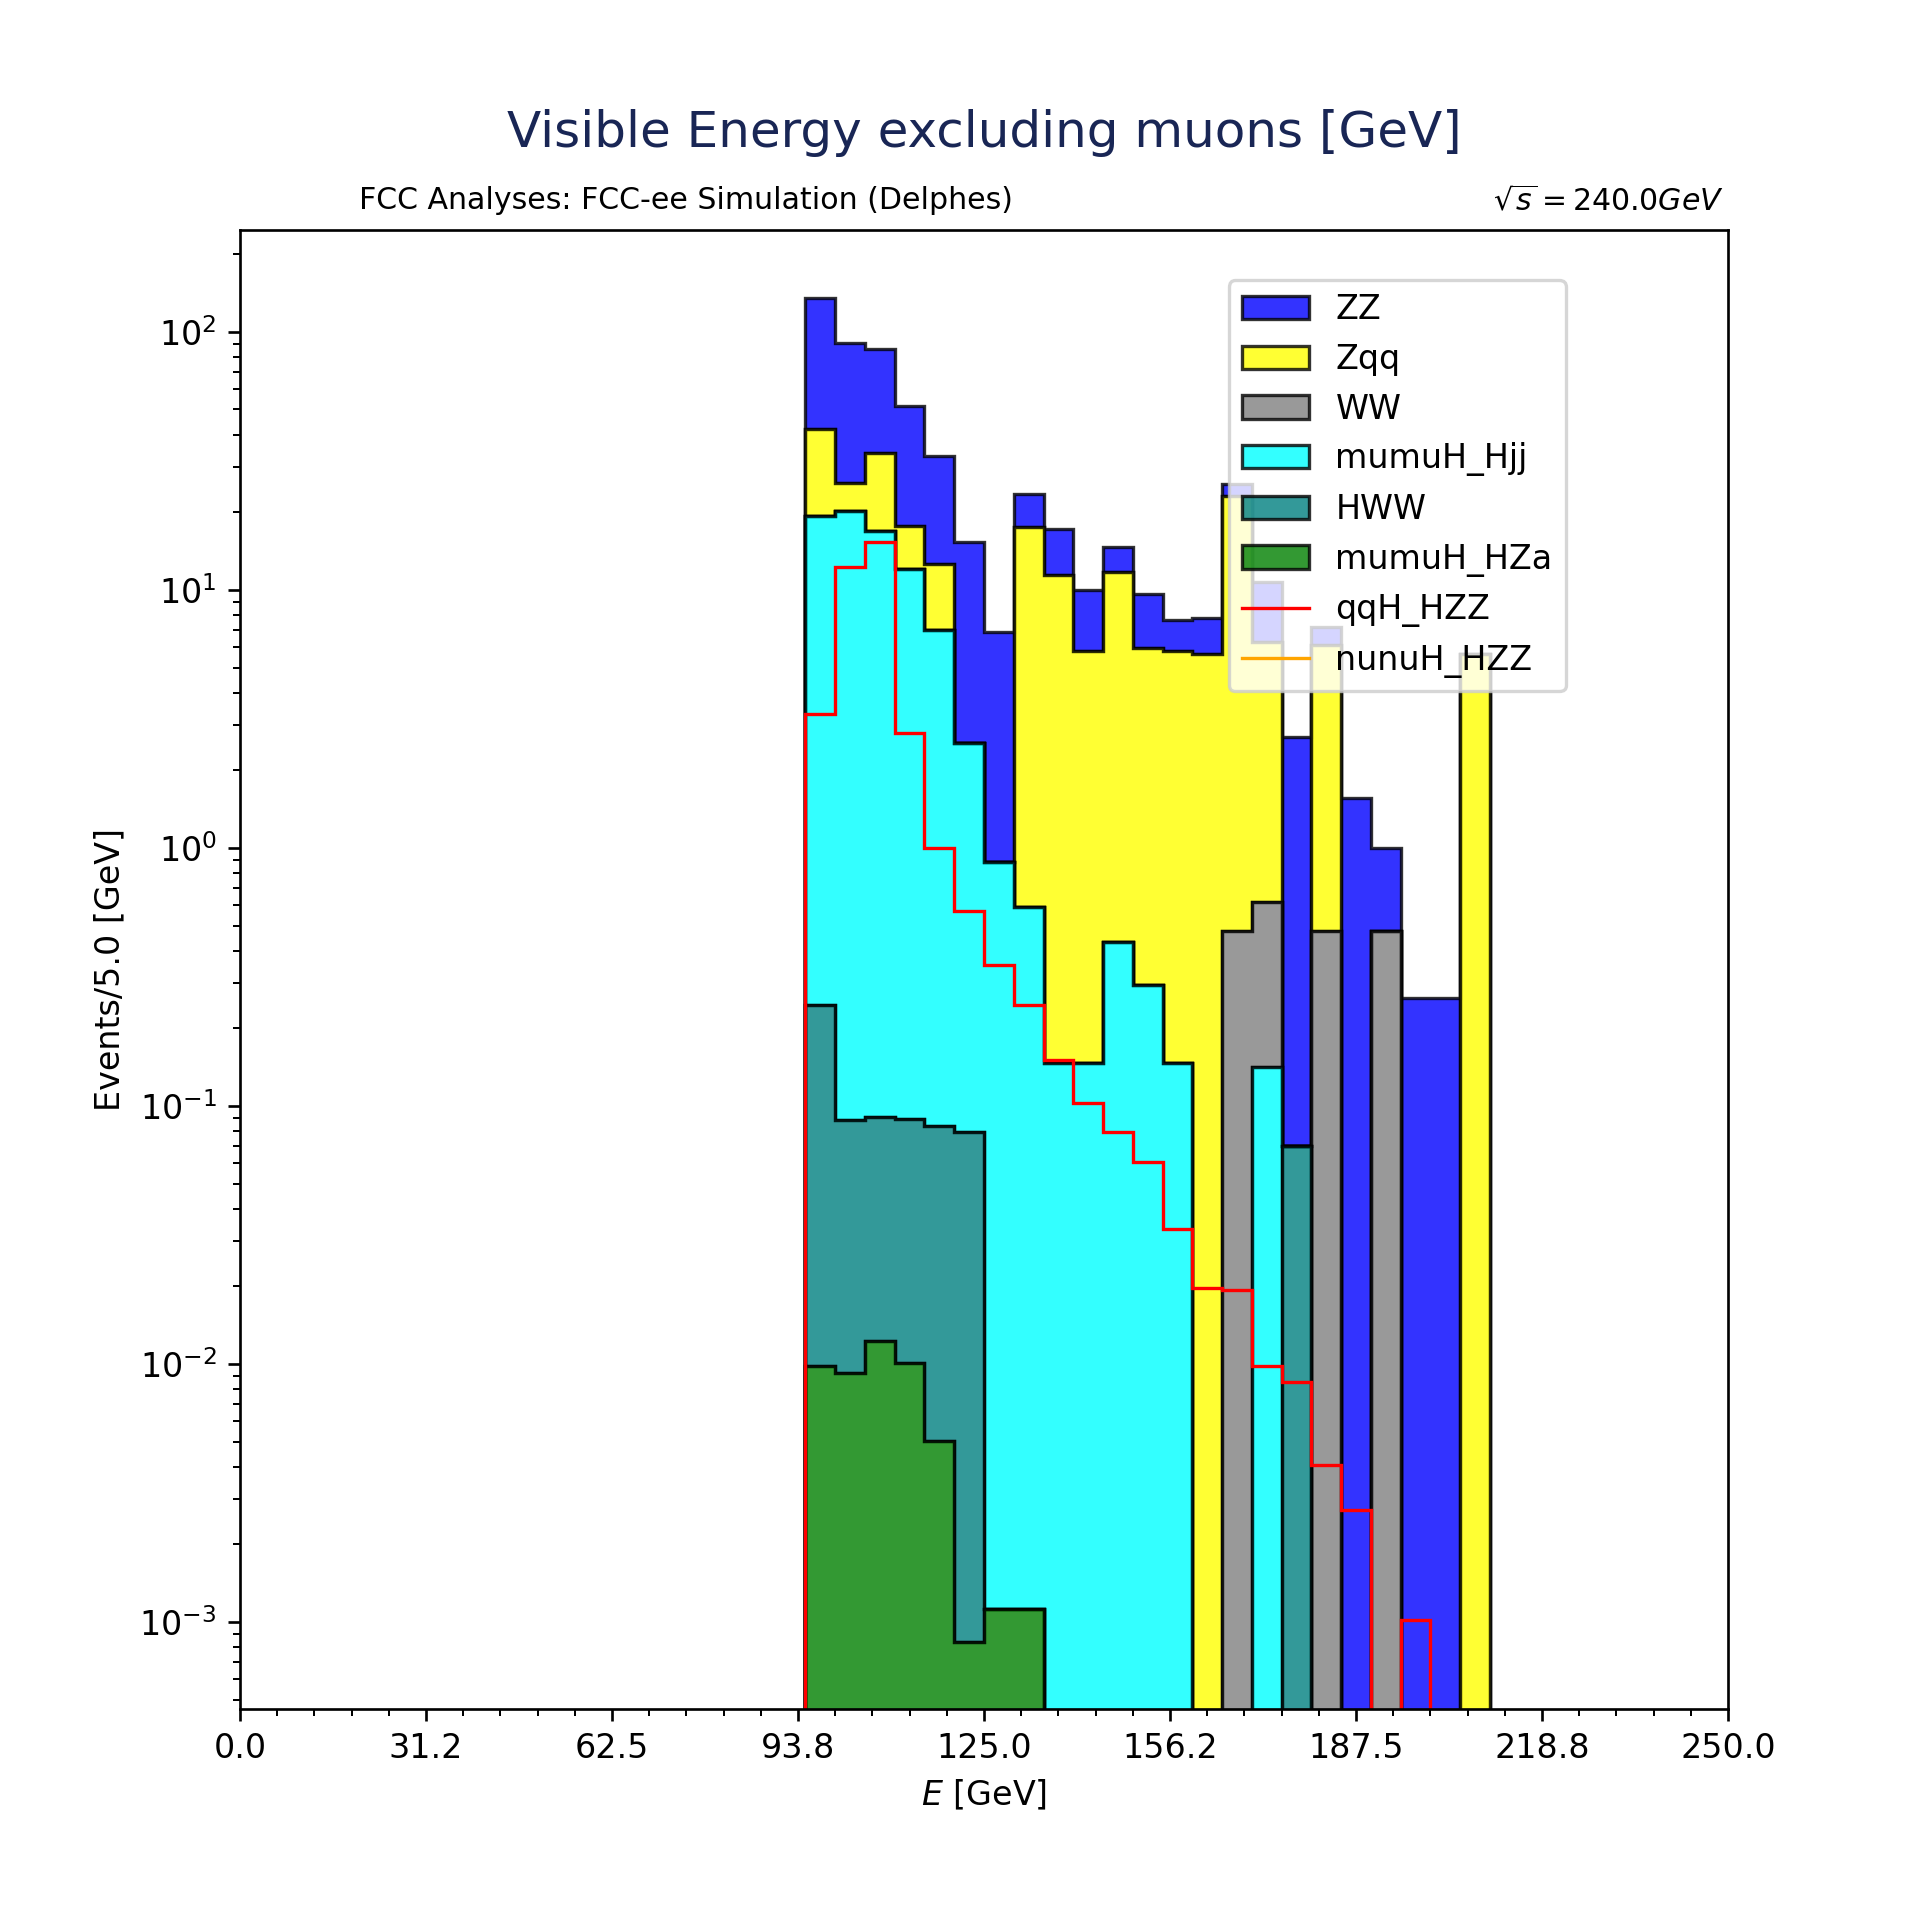 Visible Energy excluding muons [GeV]
FCC Analyses: FCC-ee Simulation (Delphes)
√s = 240.0GeV
ZZ
Zqq
WW
mumuH_Hjj
HWW
mumuH_HZa
qqH_HZZ
nunuH_HZZ
Events/5.0 [GeV]
10²
10¹
10⁰
10⁻¹
10⁻²
10⁻³
0.0 31.2 62.5 93.8 125.0 156.2 187.5 218.8 250.0
E [GeV]